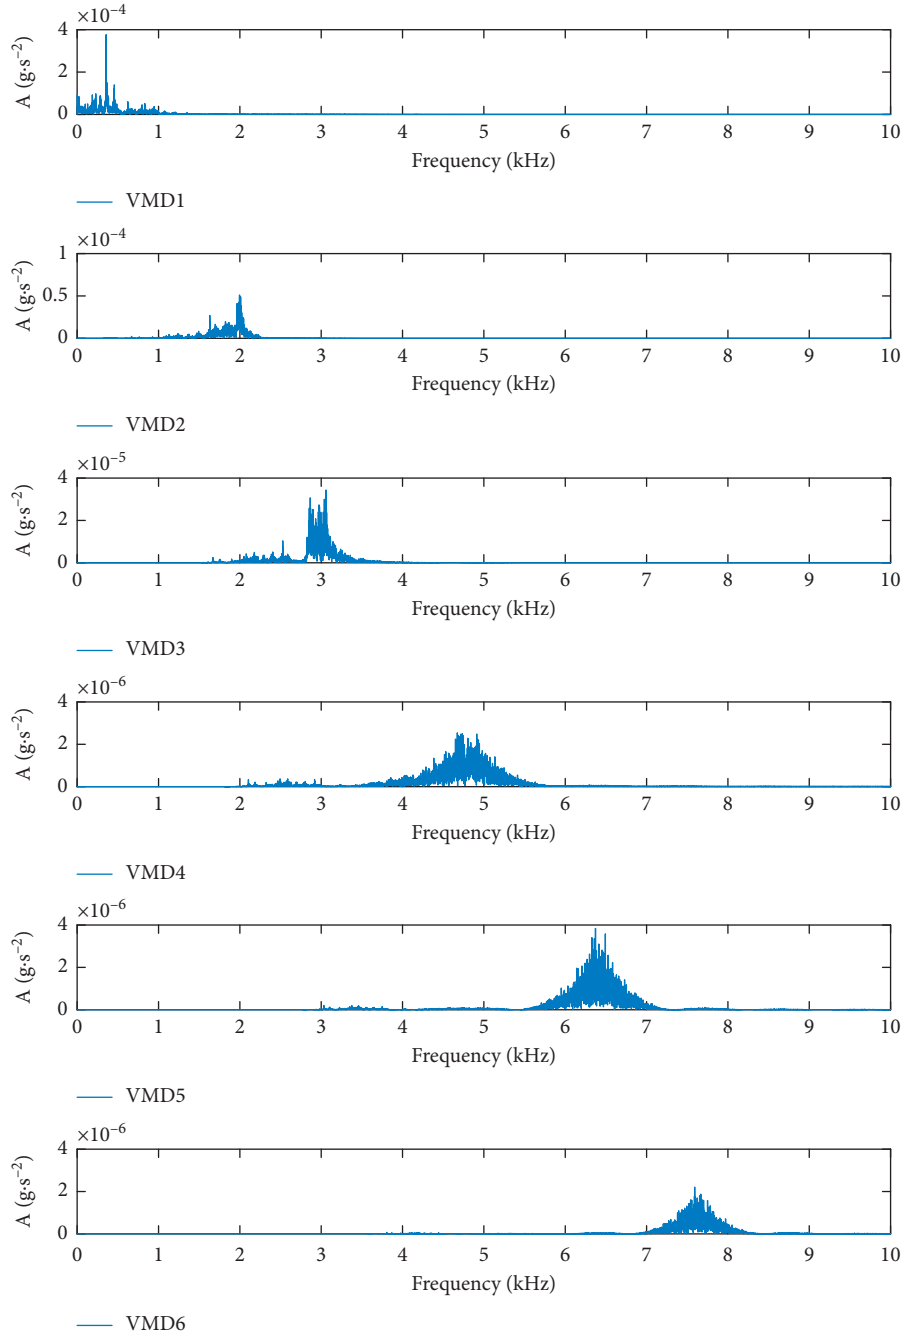 ×10⁻⁴
A (g·s⁻²)
4
2
0
0 1 2 3 4 5 6 7 8 9 10
Frequency (kHz)
VMD1
×10⁻⁴
A (g·s⁻²)
1
0.5
0
0 1 2 3 4 5 6 7 8 9 10
Frequency (kHz)
VMD2
×10⁻⁵
A (g·s⁻²)
4
2
0
0 1 2 3 4 5 6 7 8 9 10
Frequency (kHz)
VMD3
×10⁻⁶
A (g·s⁻²)
4
2
0
0 1 2 3 4 5 6 7 8 9 10
Frequency (kHz)
VMD4
×10⁻⁶
A (g·s⁻²)
4
2
0
0 1 2 3 4 5 6 7 8 9 10
Frequency (kHz)
VMD5
×10⁻⁶
A (g·s⁻²)
4
2
0
0 1 2 3 4 5 6 7 8 9 10
Frequency (kHz)
VMD6